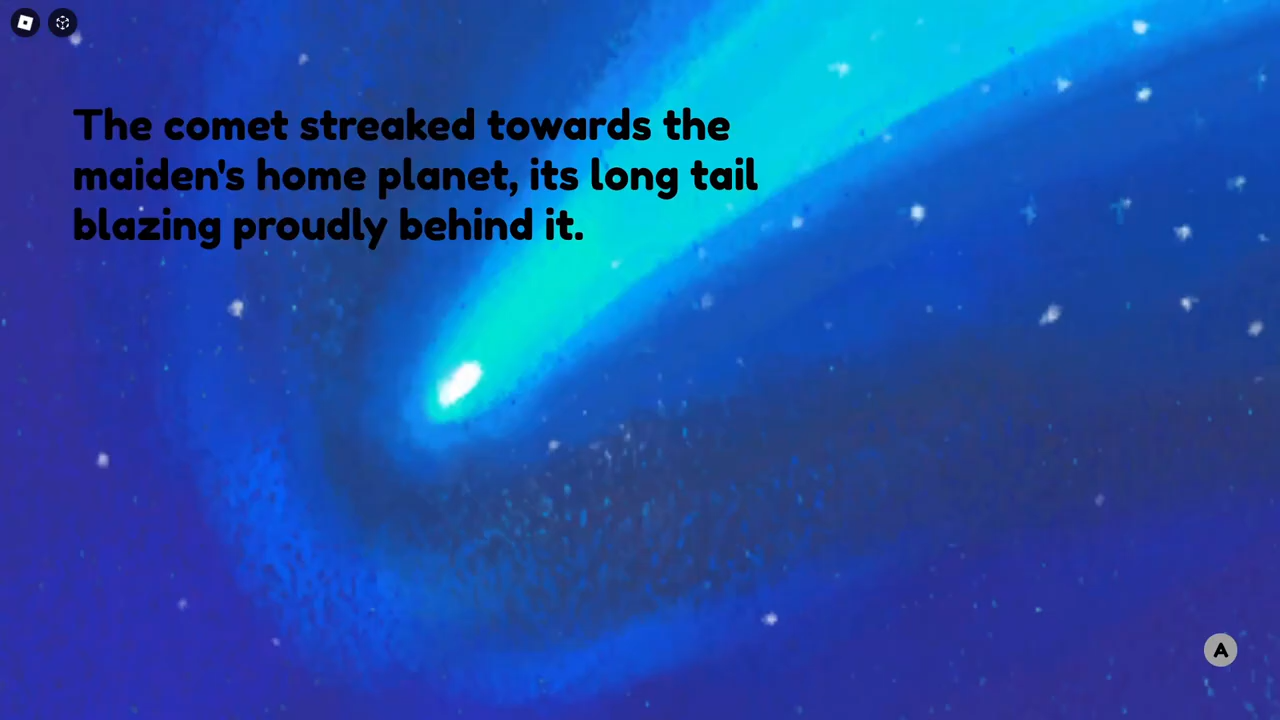 The comet streaked towards the
maiden's home planet, its long tail
blazing proudly behind it.
A